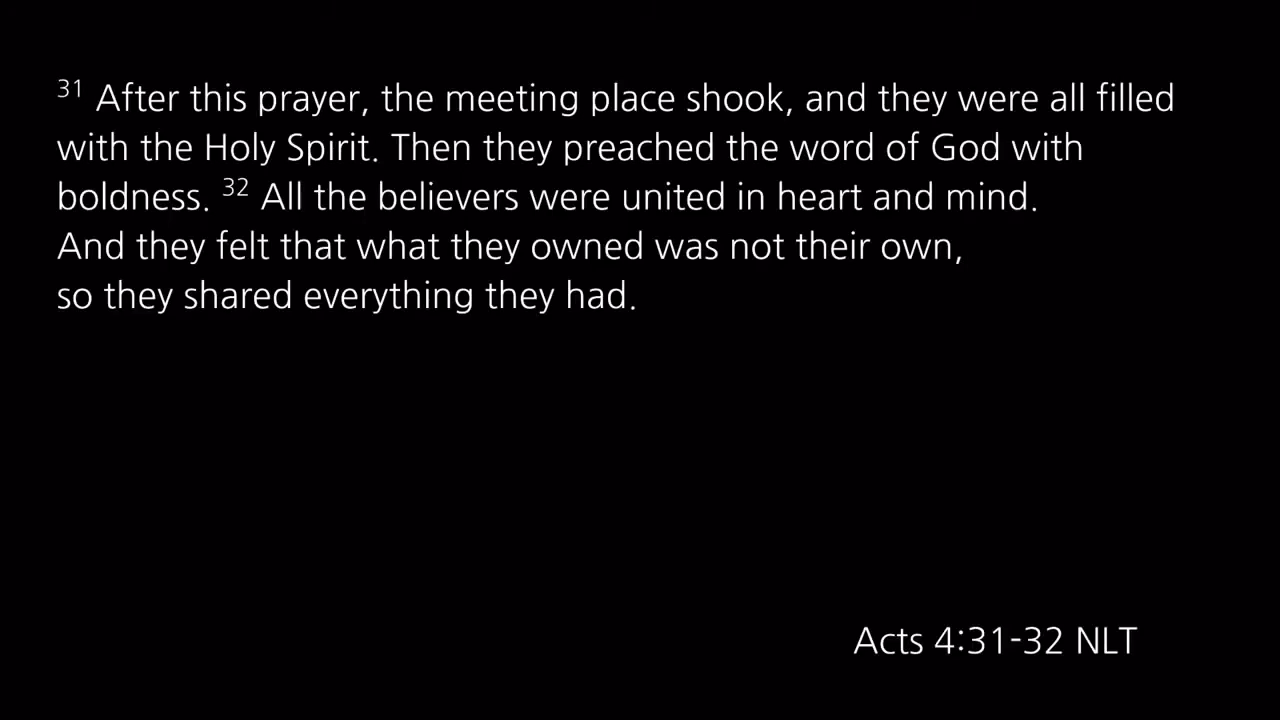 31 After this prayer, the meeting place shook, and they were all filled
with the Holy Spirit. Then they preached the word of God with
boldness. 32 All the believers were united in heart and mind.
And they felt that what they owned was not their own,
so they shared everything they had.
Acts 4:31-32 NLT